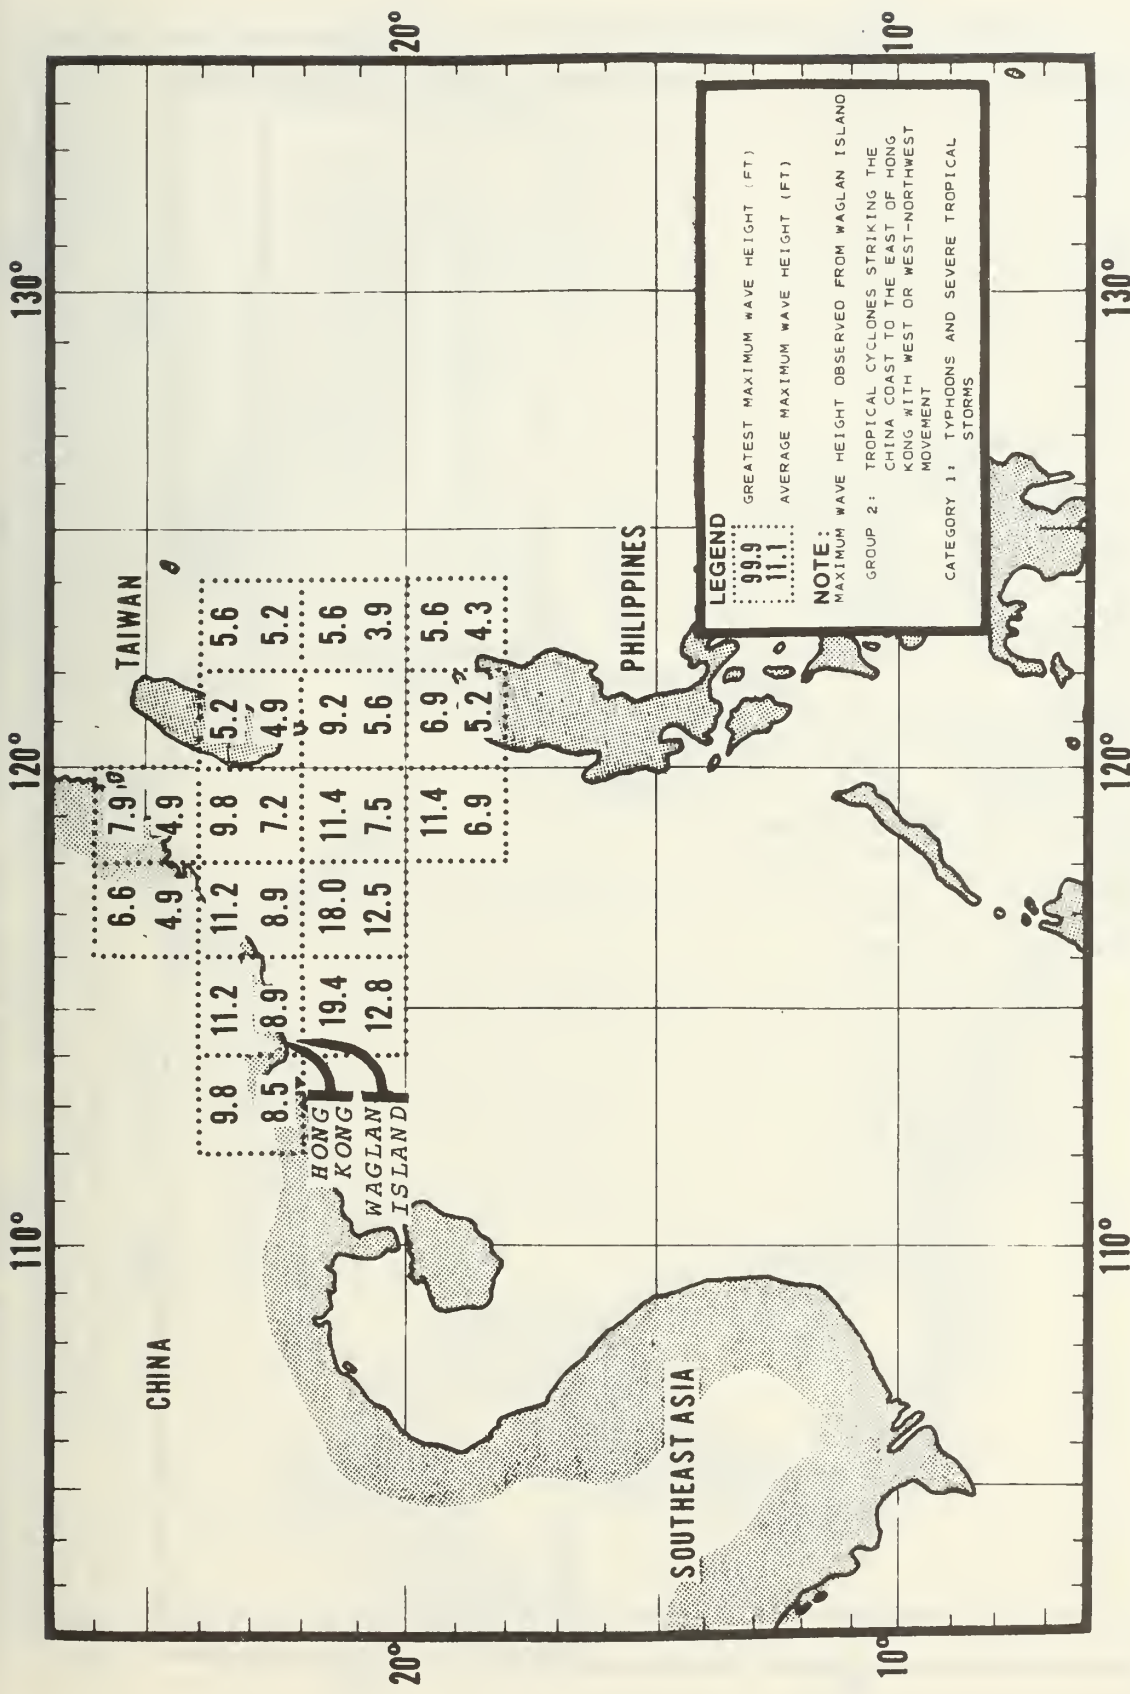 110° 120° 130°
6.6 7.9
TAIWAN
CHINA
4.9 4.9
9.8 11.2 11.2 9.8 5.2 5.6
8.5 8.9 8.9 7.2 4.9 5.2
HONG
KONG
19.4 18.0 11.4 9.2 5.6
WAGLAN
ISLAND
12.8 12.5 7.5 5.6 3.9
20° 20°
11.4 6.9 5.6
6.9 5.2 4.3
PHILIPPINES
SOUTHEAST ASIA
LEGEND
99.9 GREATEST MAXIMUM WAVE HEIGHT (FT)
11.1 AVERAGE MAXIMUM WAVE HEIGHT (FT)
NOTE:
MAXIMUM WAVE HEIGHT OBSERVED FROM WAGLAN ISLAND
GROUP 2: TROPICAL CYCLONES STRIKING THE
CHINA COAST TO THE EAST OF HONG
KONG WITH WEST OR WEST-NORTHWEST
MOVEMENT
CATEGORY 1: TYPHOONS AND SEVERE TROPICAL
STORMS
10° 10°
110° 120° 130°